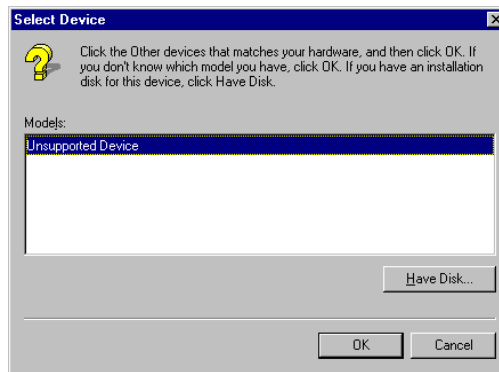 Select Device
Click the Other devices that matches your hardware, and then click OK. If
you don't know which model you have, click OK. If you have an installation
disk for this device, click Have Disk.
Models:
Unsupported Device
Have Disk...
OK
Cancel